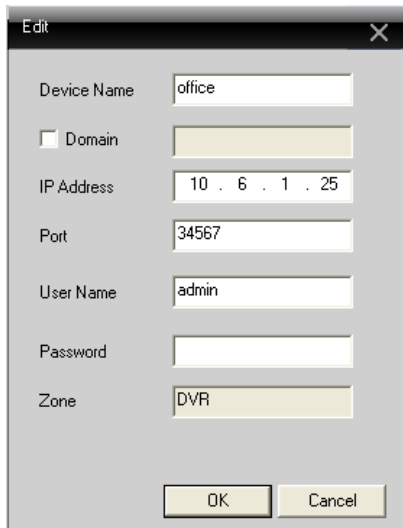 Edit
Device Name office
Domain
IP Address 10 . 6 . 1 . 25
Port 34567
User Name admin
Password
Zone DVR
OK Cancel